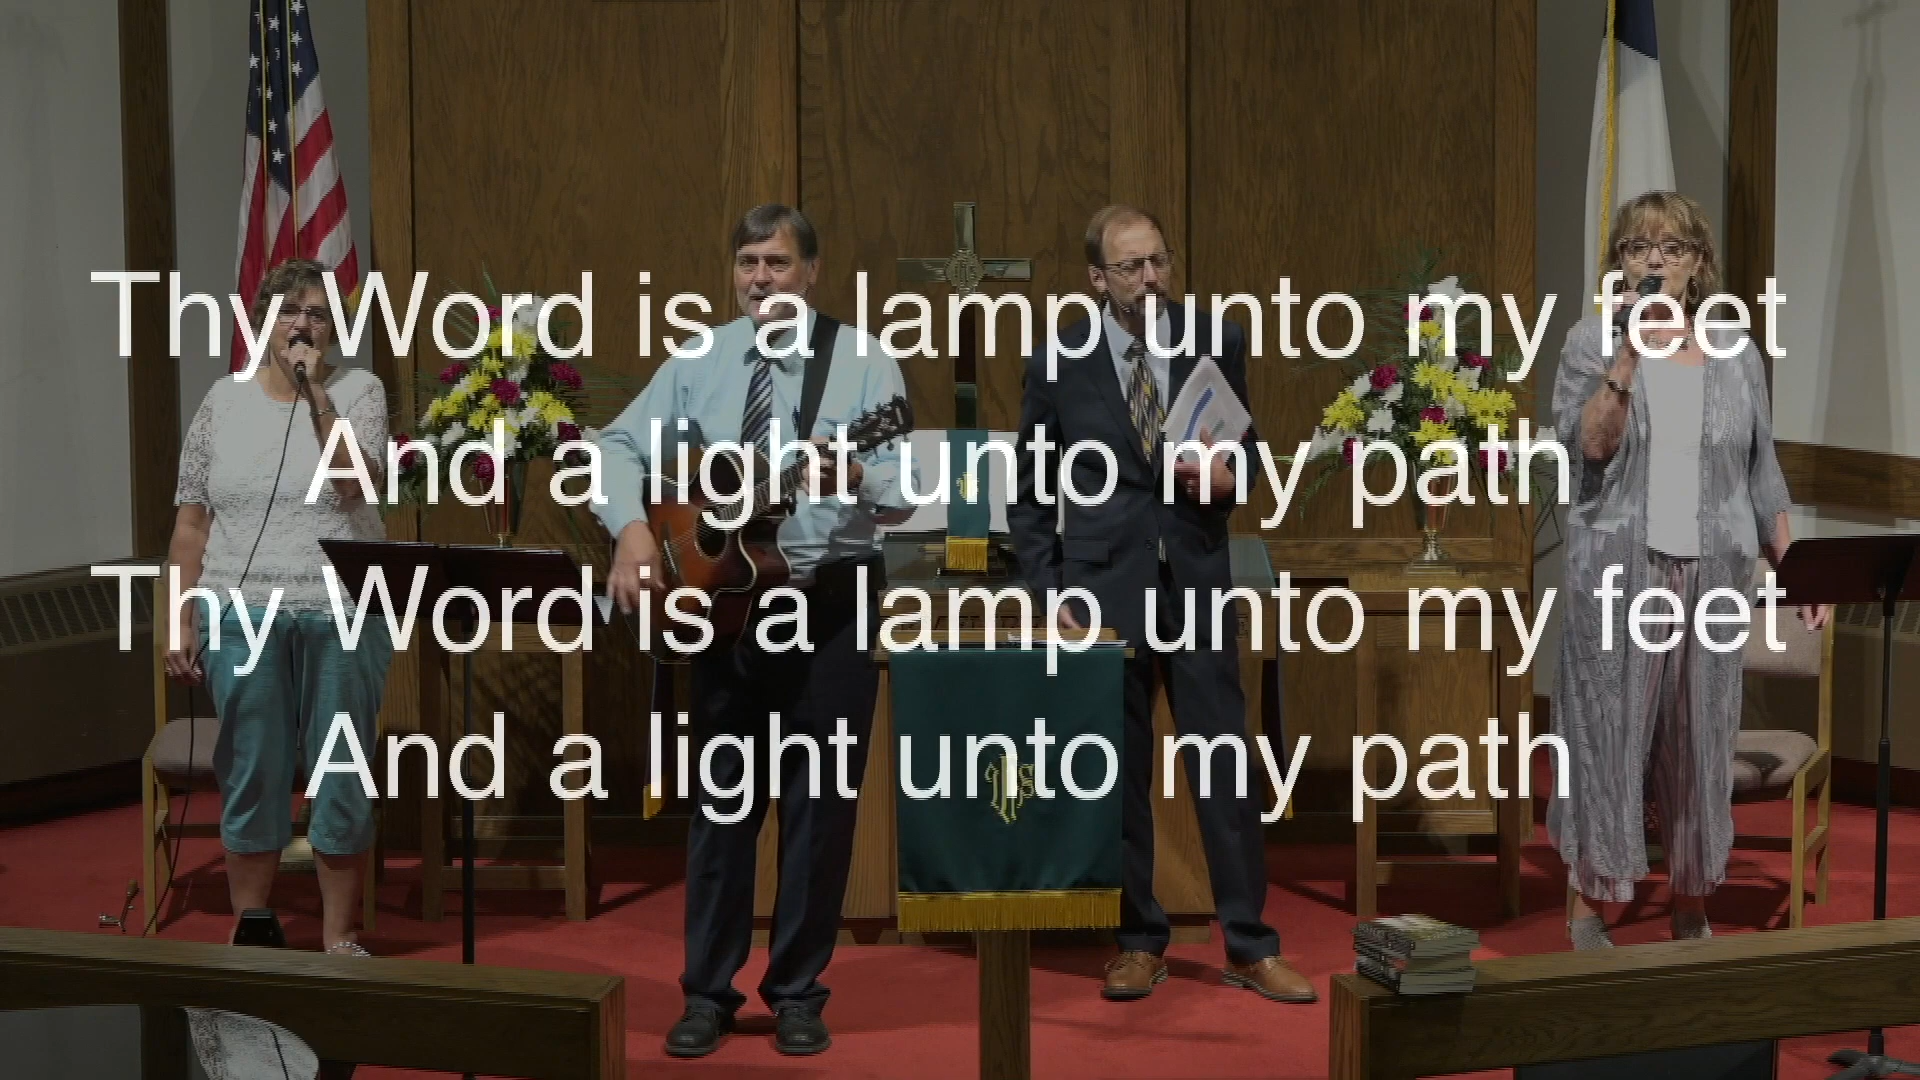 Thy Word is a lamp unto my feet
And a light unto my path
Thy Word is a lamp unto my feet
And a light unto my path
IHS